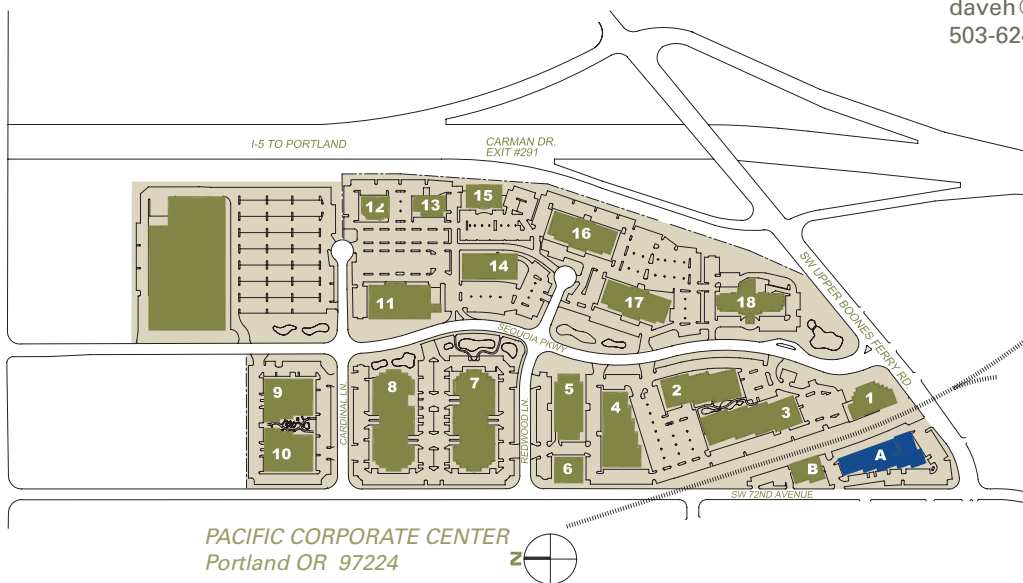 daveh@
503-624
I-5 TO PORTLAND
CARMAN DR.
EXIT #291
15
12
13
16
14
SW UPPER BOONES FERRY RD.
11
17
18
SEQUOIA PKWY
9
8
7
5
2
1
CARDINAL LN.
REDWOOD LN.
4
3
10
6
B
A
SW 72ND AVENUE
PACIFIC CORPORATE CENTER
Portland OR 97224
N